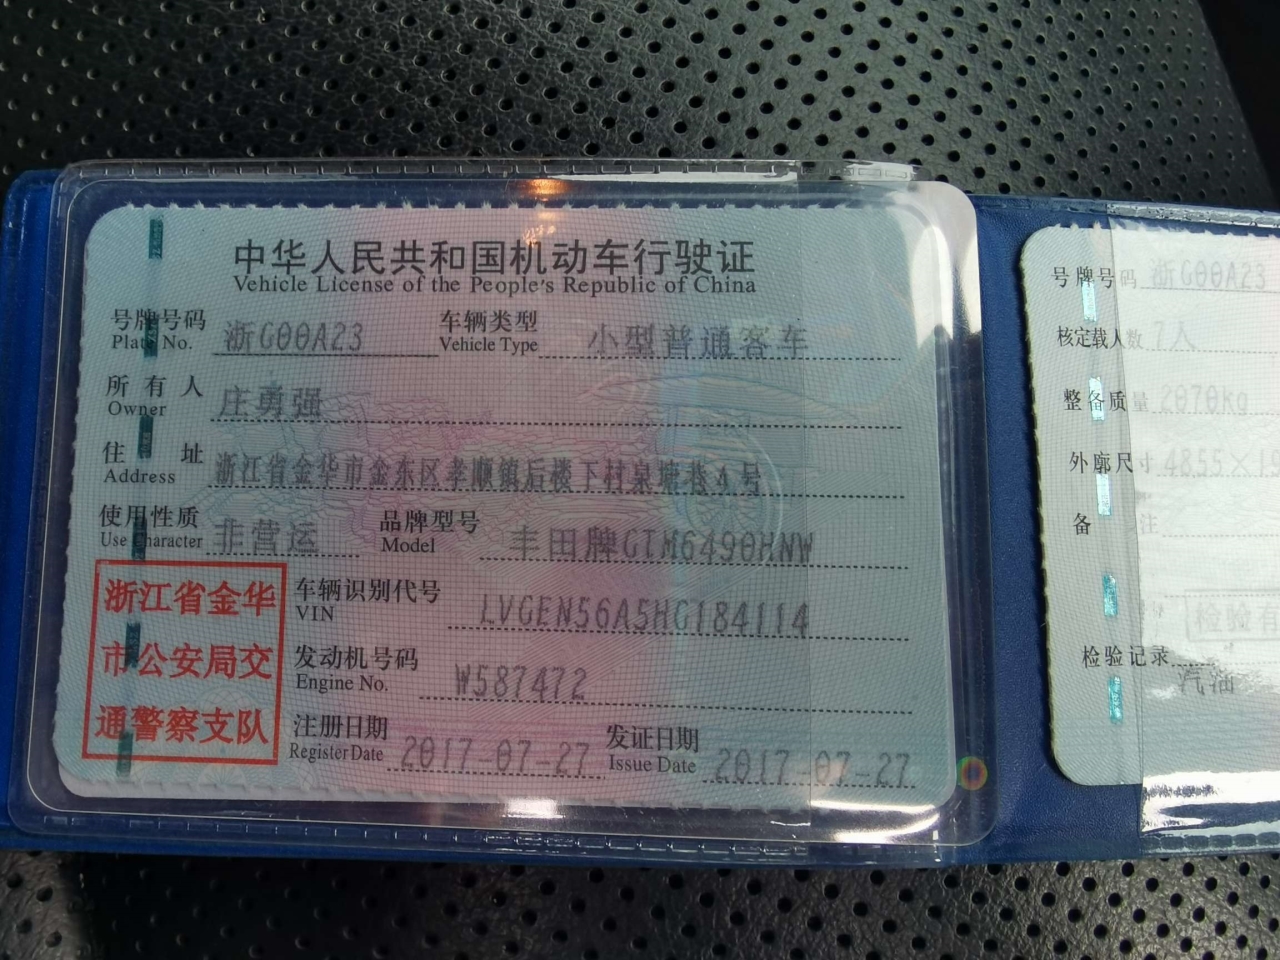 中华人民共和国机动车行驶证
Vehicle License of the People's Republic of China
号牌号码 浙G00A23 车辆类型 小型普通客车
Plate No. Vehicle Type
所有人 庄勇强
Owner
住址 浙江省金华市金东区孝顺镇后楼下村泉塘巷4号
Address
使用性质 非营运 品牌型号 丰田牌GTM6490HNW
Use Character Model
车辆识别代号 LVGEN56A5HG184114
VIN
发动机号码 W587472
Engine No.
注册日期 2017-07-27 发证日期 2017-07-27
Register Date Issue Date
浙江省金华
市公安局交
通警察支队
号牌号码 浙G00A23
核定载人数 7人
整备质量 2070kg
外廓尺寸 4855×19
备注
检验有
检验记录
汽油